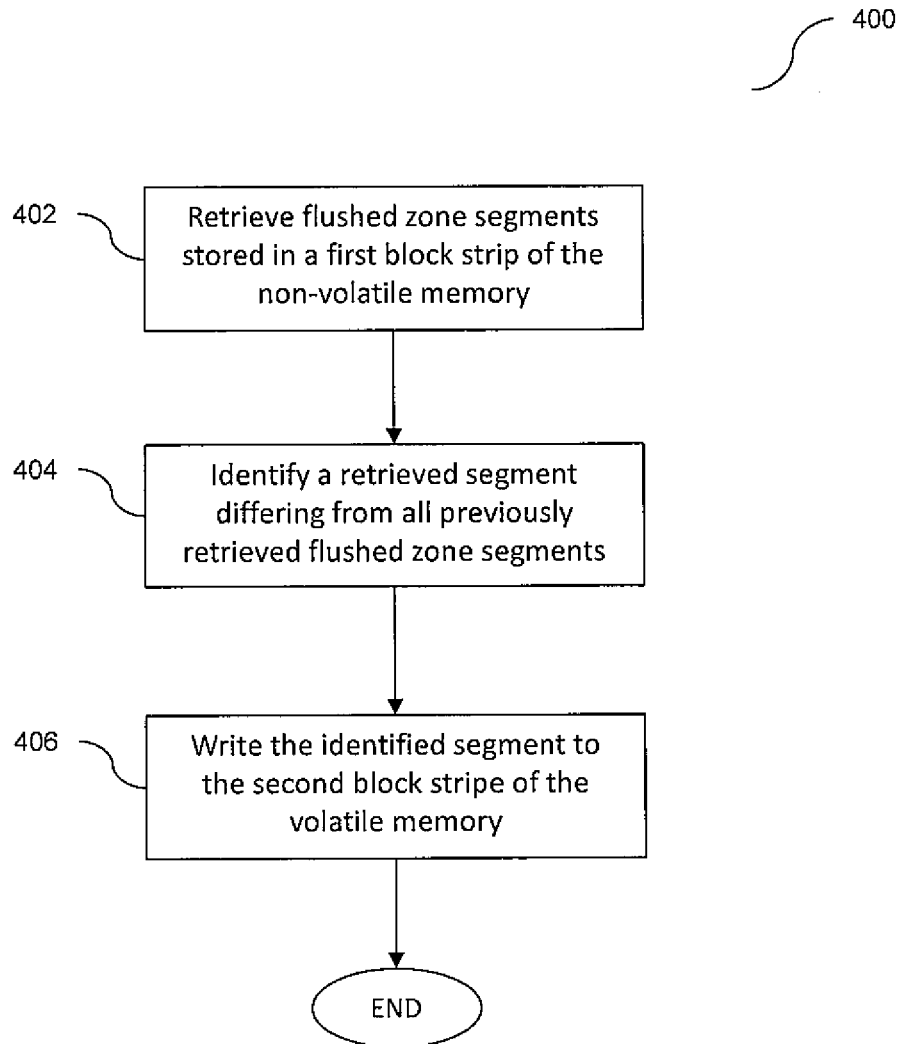 400
402
Retrieve flushed zone segments
stored in a first block strip of the
non-volatile memory
404
Identify a retrieved segment
differing from all previously
retrieved flushed zone segments
406
Write the identified segment to
the second block stripe of the
volatile memory
END